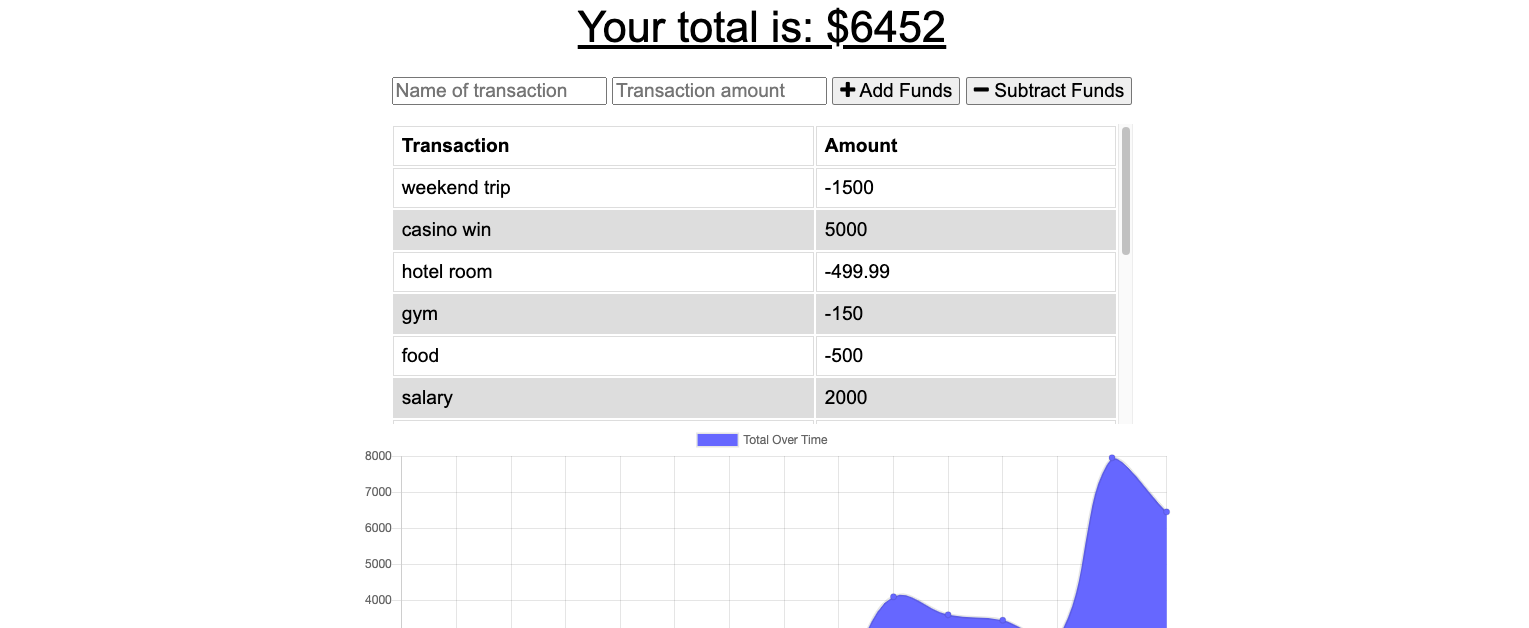 Your total is: $6452
Name of transaction Transaction amount Add Funds Subtract Funds
Transaction Amount
weekend trip -1500
casino win 5000
hotel room -499.99
gym -150
food -500
salary 2000
Total Over Time
8000
7000
6000
5000
4000